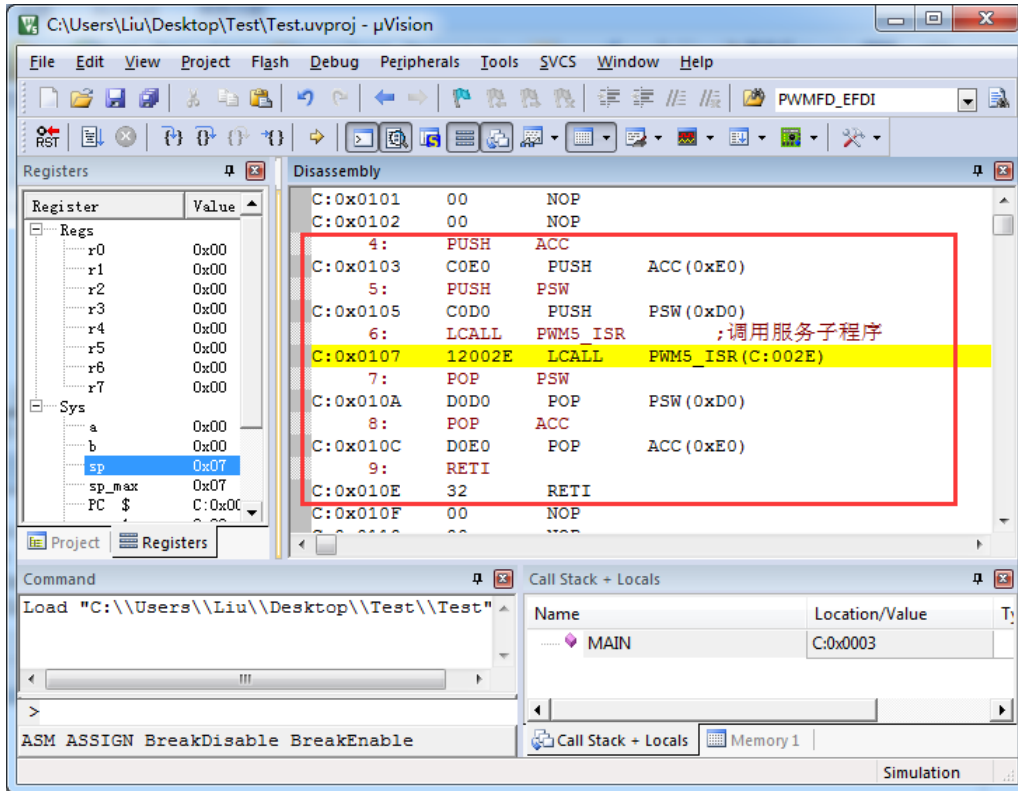 C:\Users\Liu\Desktop\Test\Test.uvproj - µVision
File Edit View Project Flash Debug Peripherals Tools SVCS Window Help
PWMFD_EFDI
RST
Registers
Register Value
Regs
r0 0x00
r1 0x00
r2 0x00
r3 0x00
r4 0x00
r5 0x00
r6 0x00
r7 0x00
Sys
a 0x00
b 0x00
sp 0x07
sp_max 0x07
PC $ C:0x00
Project Registers
Disassembly
C:0x0101 00 NOP
C:0x0102 00 NOP
4: PUSH ACC
C:0x0103 C0E0 PUSH ACC(0xE0)
5: PUSH PSW
C:0x0105 C0D0 PUSH PSW(0xD0)
6: LCALL PWM5_ISR ;调用服务子程序
C:0x0107 12002E LCALL PWM5_ISR(C:002E)
7: POP PSW
C:0x010A D0D0 POP PSW(0xD0)
8: POP ACC
C:0x010C D0E0 POP ACC(0xE0)
9: RETI
C:0x010E 32 RETI
C:0x010F 00 NOP
Command
Load "C:\\Users\\Liu\\Desktop\\Test\\Test"
>
ASM ASSIGN BreakDisable BreakEnable
Call Stack + Locals
Name Location/Value
MAIN C:0x0003
Call Stack + Locals Memory 1
Simulation